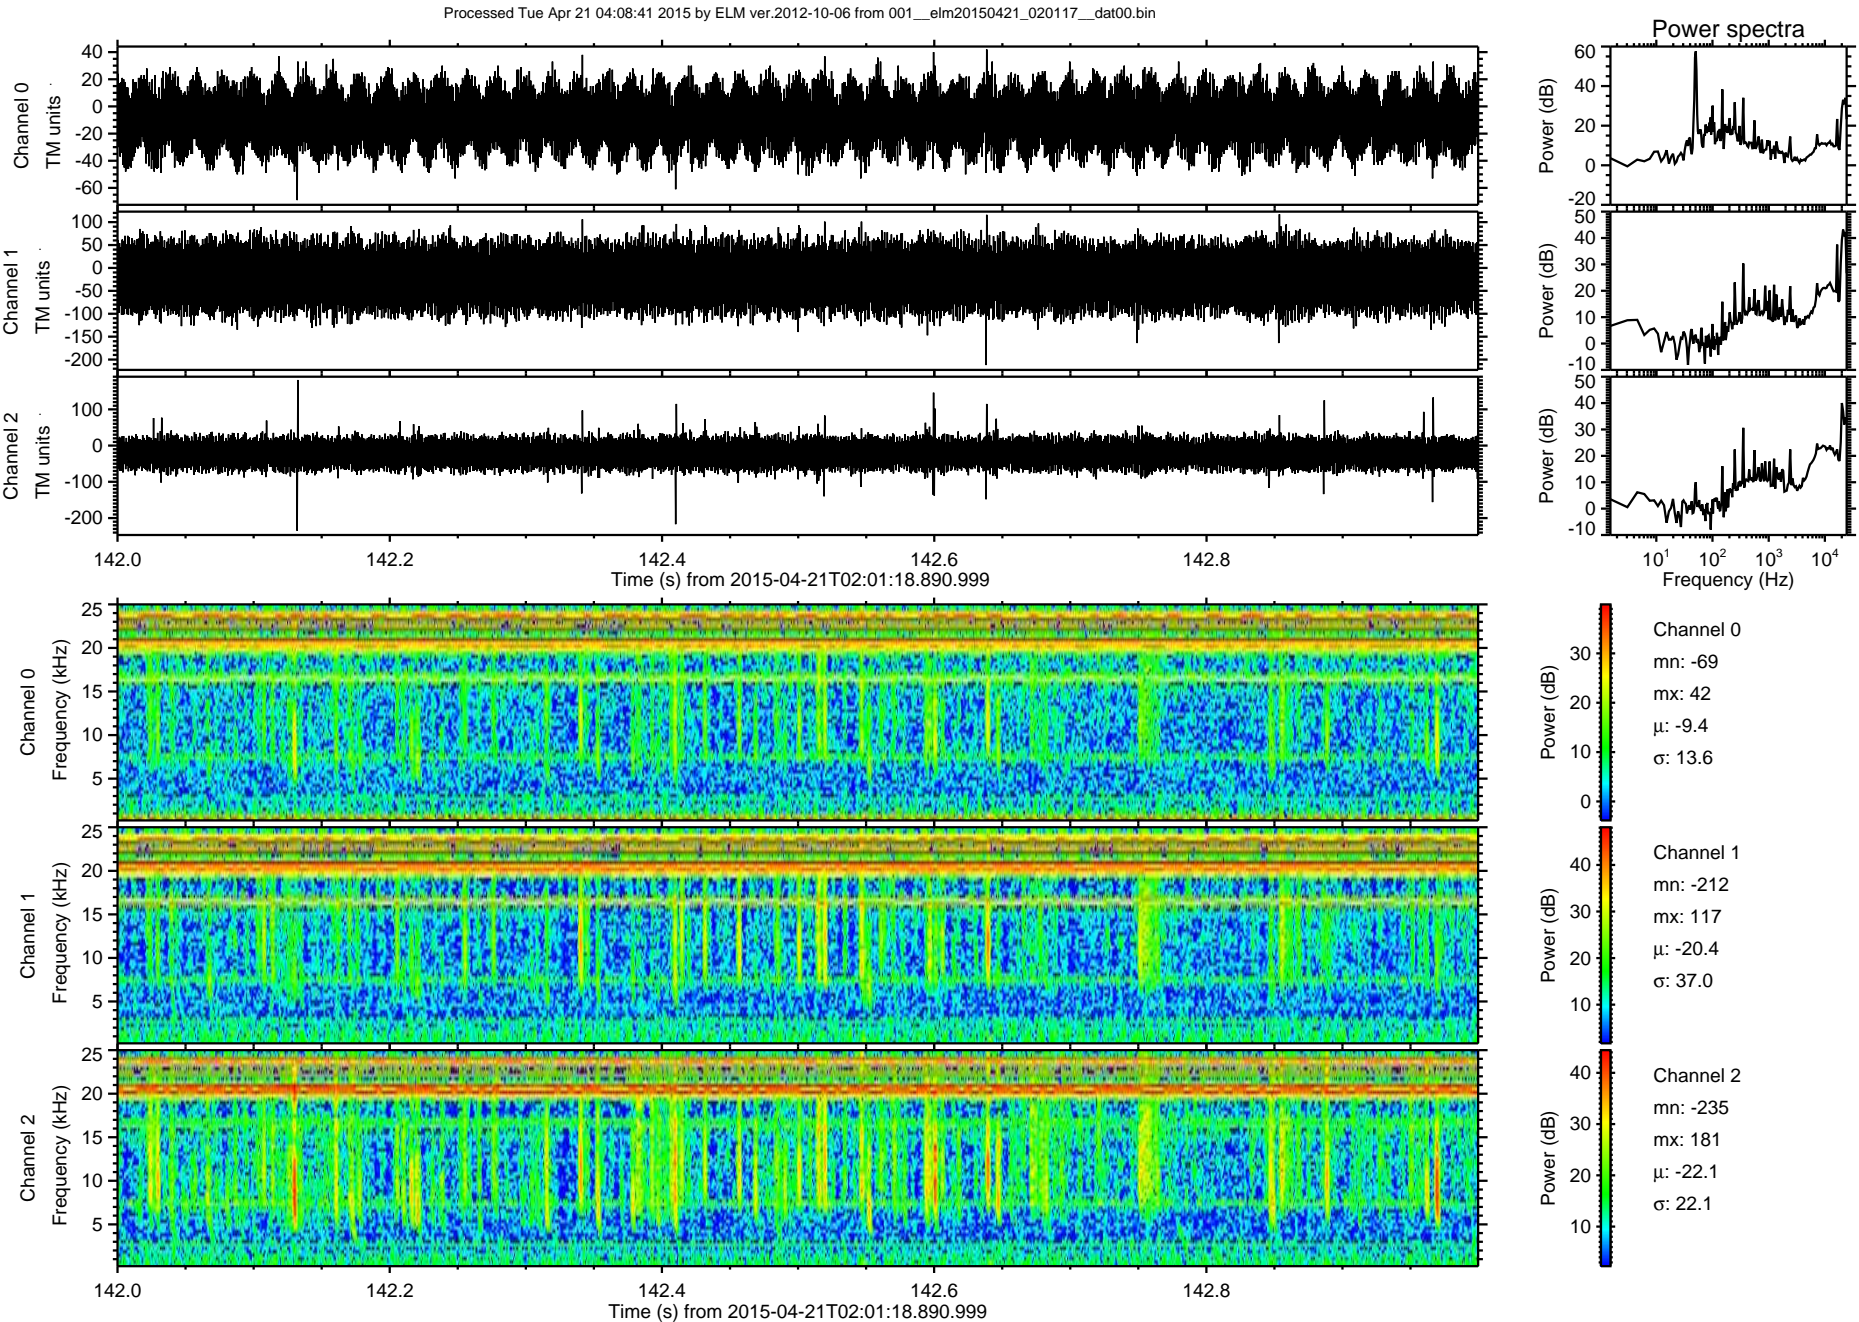 Processed Tue Apr 21 04:08:41 2015 by ELM ver.2012-10-06 from 001__elm20150421_020117__dat00.bin
Power spectra
Channel 0
TM units
40
20
0
-20
-40
-60
Power (dB)
60
40
20
0
-20
Channel 1
TM units
100
50
0
-50
-100
-150
-200
Power (dB)
50
40
30
20
10
0
-10
Channel 2
TM units
100
0
-100
-200
Power (dB)
50
40
30
20
10
0
-10
142.0 142.2 142.4 142.6 142.8
Time (s) from 2015-04-21T02:01:18.890.999
10^1 10^2 10^3 10^4
Frequency (Hz)
Channel 0
Frequency (kHz)
25
20
15
10
5
Power (dB)
30
20
10
0
Channel 0
mn: -69
mx: 42
μ: -9.4
σ: 13.6
Channel 1
Frequency (kHz)
25
20
15
10
5
Power (dB)
40
30
20
10
Channel 1
mn: -212
mx: 117
μ: -20.4
σ: 37.0
Channel 2
Frequency (kHz)
25
20
15
10
5
Power (dB)
40
30
20
10
Channel 2
mn: -235
mx: 181
μ: -22.1
σ: 22.1
142.0 142.2 142.4 142.6 142.8
Time (s) from 2015-04-21T02:01:18.890.999